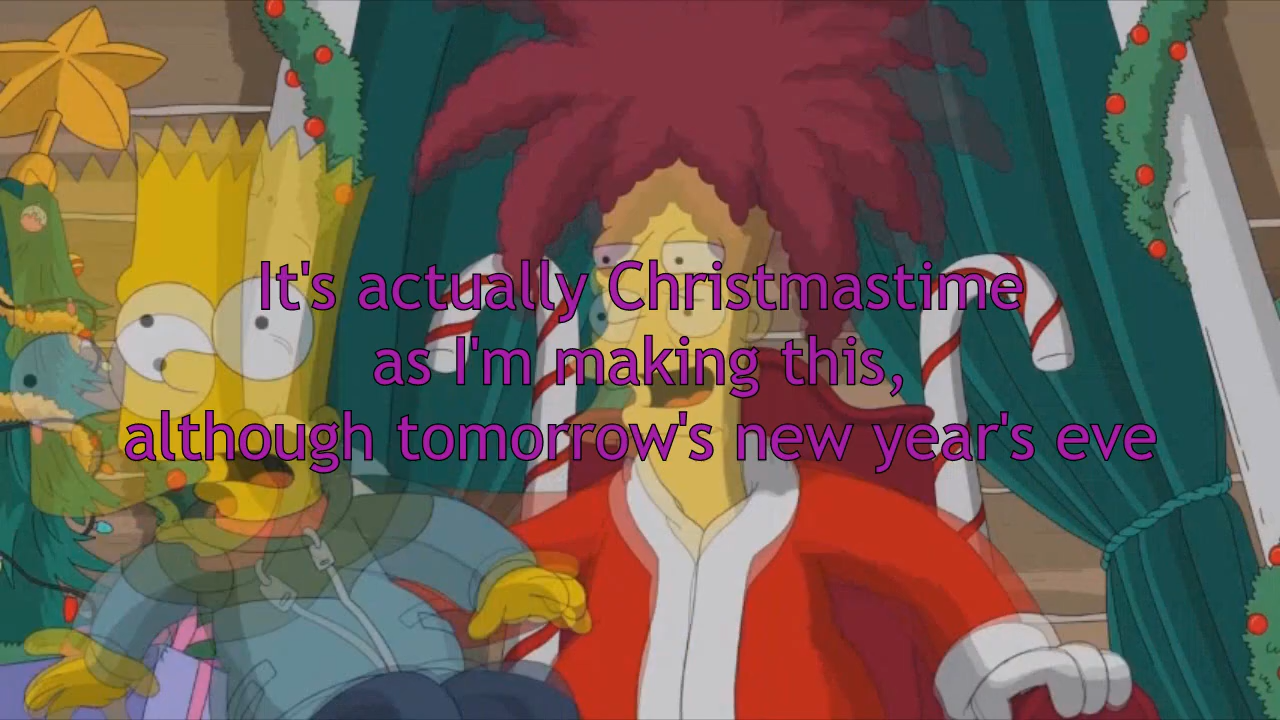 It's actually Christmastime
as I'm making this,
although tomorrow's new year's eve